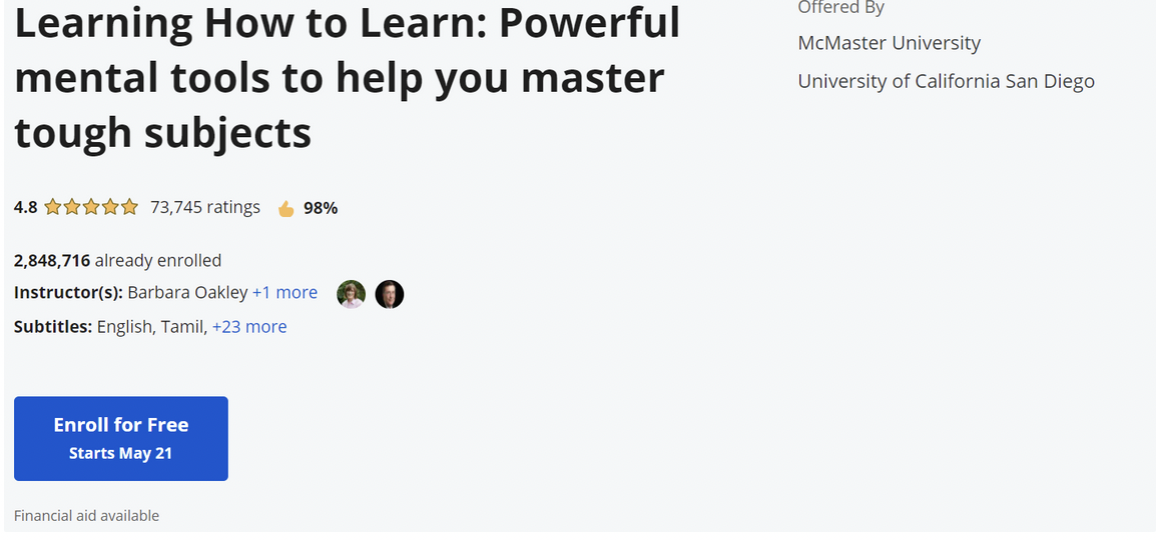 Learning How to Learn: Powerful
mental tools to help you master
tough subjects
4.8 73,745 ratings 98%
2,848,716 already enrolled
Instructor(s): Barbara Oakley +1 more
Subtitles: English, Tamil, +23 more
Enroll for Free
Starts May 21
Financial aid available
Offered By
McMaster University
University of California San Diego